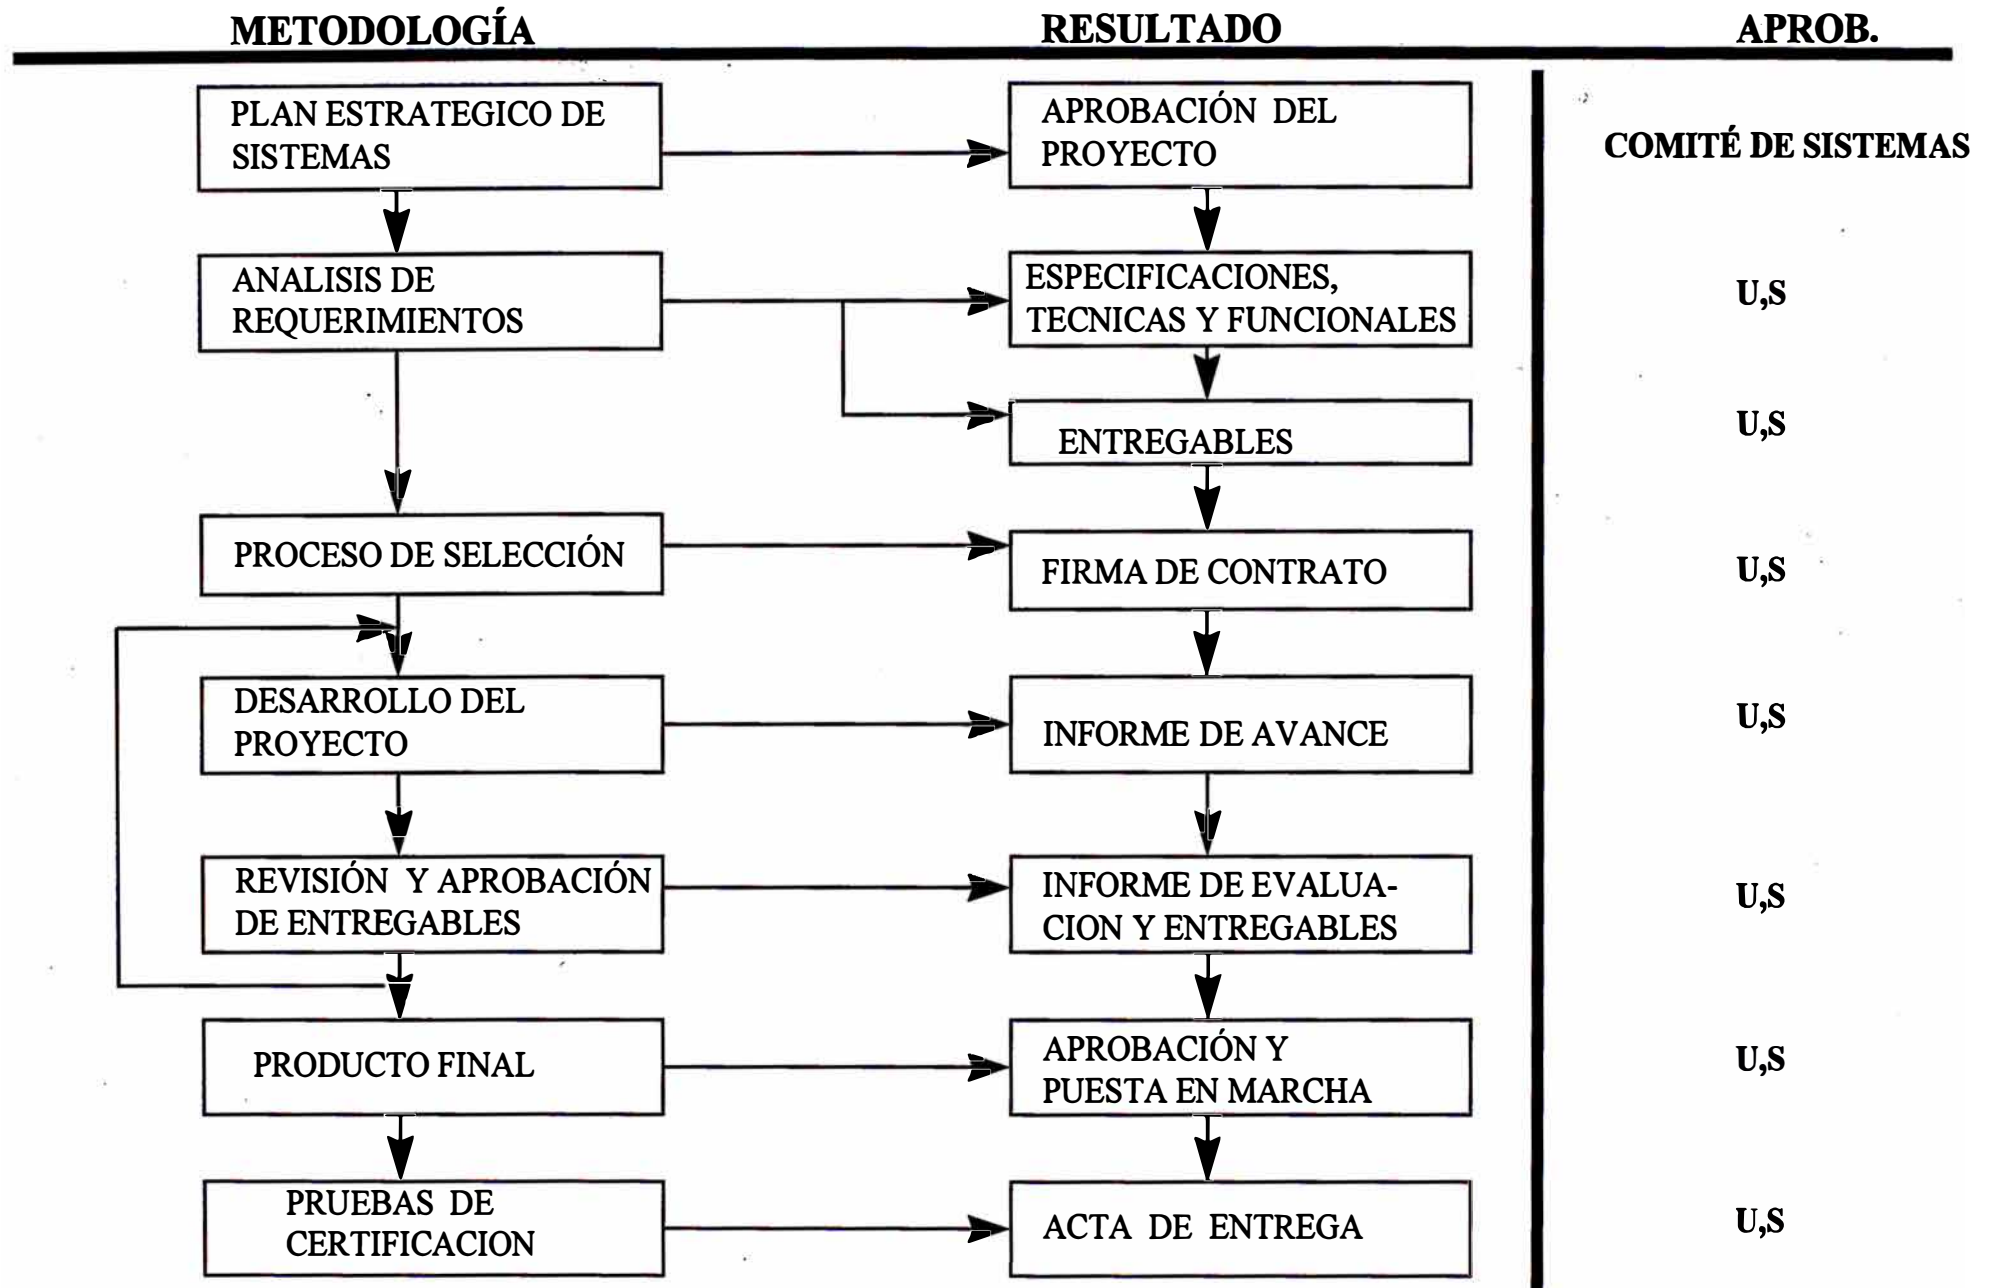 METODOLOGÍA RESULTADO APROB.
PLAN ESTRATEGICO DE
SISTEMAS
APROBACIÓN DEL
PROYECTO
COMITÉ DE SISTEMAS
ANALISIS DE
REQUERIMIENTOS
ESPECIFICACIONES,
TECNICAS Y FUNCIONALES
U,S
ENTREGABLES
U,S
PROCESO DE SELECCIÓN
FIRMA DE CONTRATO
U,S
DESARROLLO DEL
PROYECTO
INFORME DE AVANCE
U,S
REVISIÓN Y APROBACIÓN
DE ENTREGABLES
INFORME DE EVALUA-
CION Y ENTREGABLES
U,S
PRODUCTO FINAL
APROBACIÓN Y
PUESTA EN MARCHA
U,S
PRUEBAS DE
CERTIFICACION
ACTA DE ENTREGA
U,S